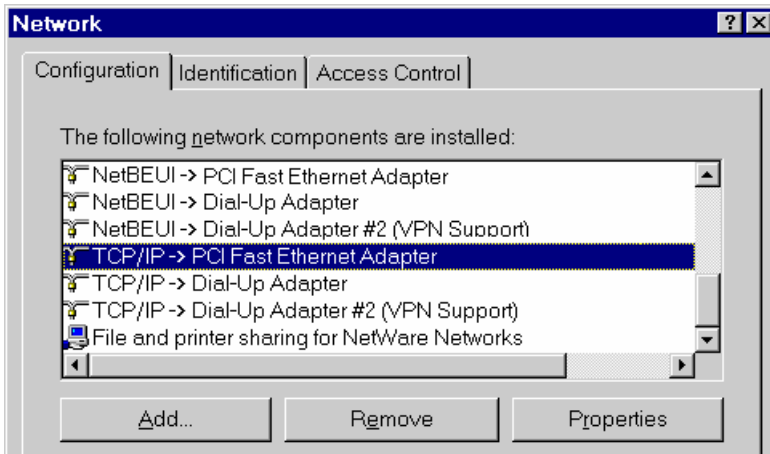 Network
Configuration Identification Access Control
The following network components are installed:
NetBEUI -> PCI Fast Ethernet Adapter
NetBEUI -> Dial-Up Adapter
NetBEUI -> Dial-Up Adapter #2 (VPN Support)
TCP/IP -> PCI Fast Ethernet Adapter
TCP/IP -> Dial-Up Adapter
TCP/IP -> Dial-Up Adapter #2 (VPN Support)
File and printer sharing for NetWare Networks
Add... Remove Properties